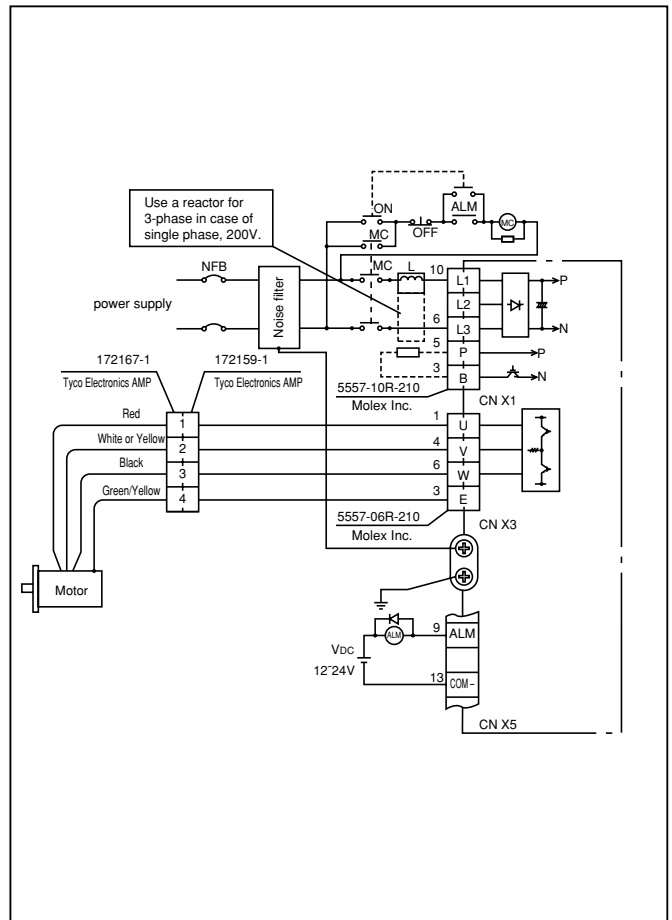 Use a reactor for
3-phase in case of
single phase, 200V.
ON
ALM
MC
OFF
MC
NFB
MC
L
10
L1
P
power supply
Noise filter
L2
6
L3
N
5
P
P
3
B
N
172167-1
172159-1
Tyco Electronics AMP
Tyco Electronics AMP
5557-10R-210
Molex Inc.
CN X1
Red
1
1
U
White or Yellow
2
4
V
Black
3
6
W
Green/Yellow
4
3
E
5557-06R-210
Molex Inc.
CN X3
Motor
VDC
12~24V
ALM
9
ALM
13
COM–
CN X5